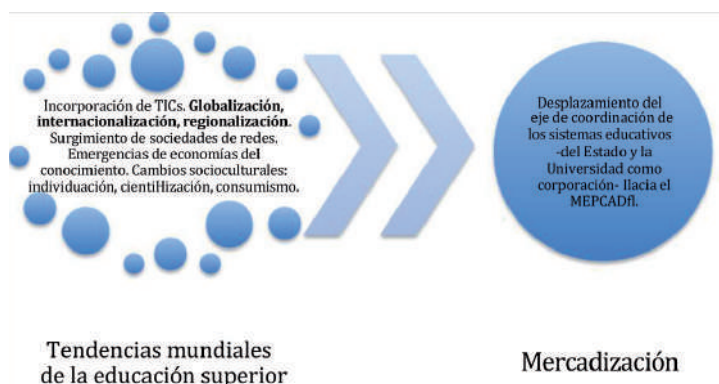 Incorporación de TICs. Globalización,
internacionalización, regionalización.
Surgimiento de sociedades de redes.
Emergencias de economías del
conocimiento. Cambios socioculturales:
individuación, cientiHización, consumismo.
Desplazamiento del
eje de coordinación de
los sistemas educativos
-del Estado y la
Universidad como
corporación- llacia el
MEPCADfl.
Tendencias mundiales
de la educación superior
Mercadización